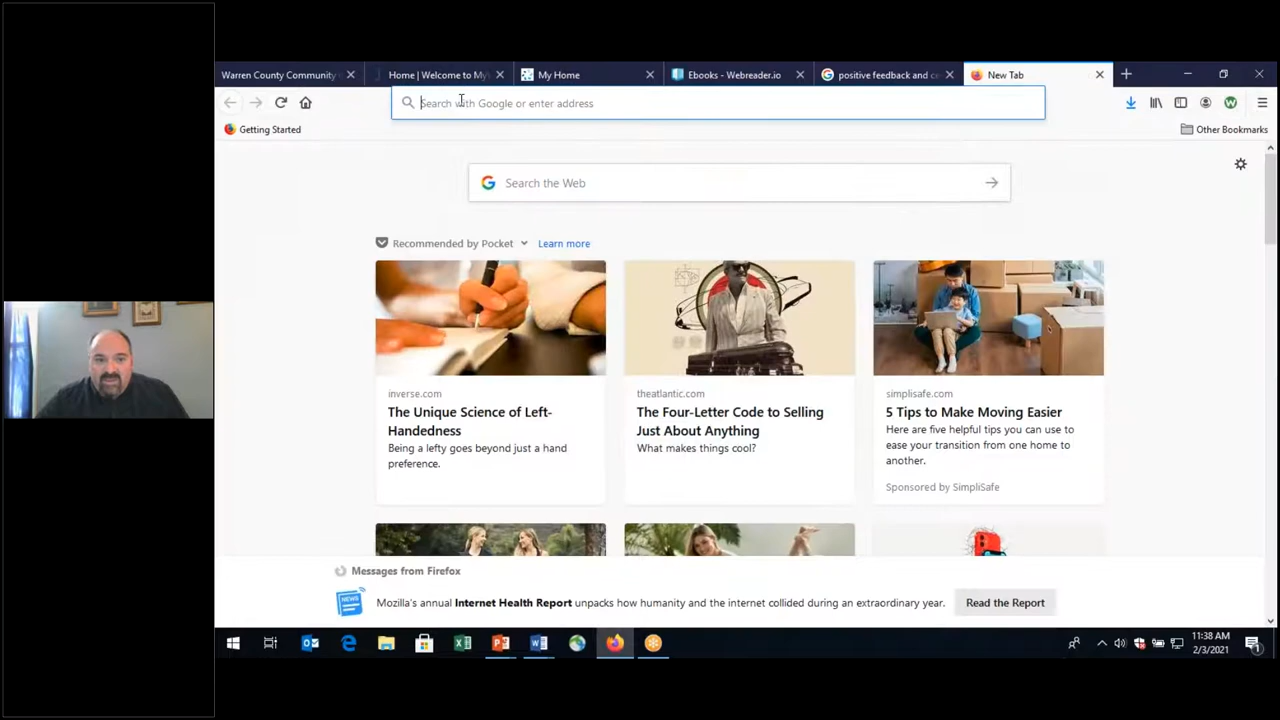 Warren County Community
Home | Welcome to My
My Home
Ebooks - Webreader.io
positive feedback and ce
New Tab
Search with Google or enter address
Getting Started
Other Bookmarks
Search the Web
Recommended by Pocket
Learn more
inverse.com
The Unique Science of Left-
Handedness
Being a lefty goes beyond just a hand
preference.
theatlantic.com
The Four-Letter Code to Selling
Just About Anything
What makes things cool?
simplisafe.com
5 Tips to Make Moving Easier
Here are five helpful tips you can use to
ease your transition from one home to
another.
Sponsored by SimpliSafe
Messages from Firefox
NEWS
Mozilla's annual Internet Health Report unpacks how humanity and the internet collided during an extraordinary year.
Read the Report
11:38 AM
2/3/2021